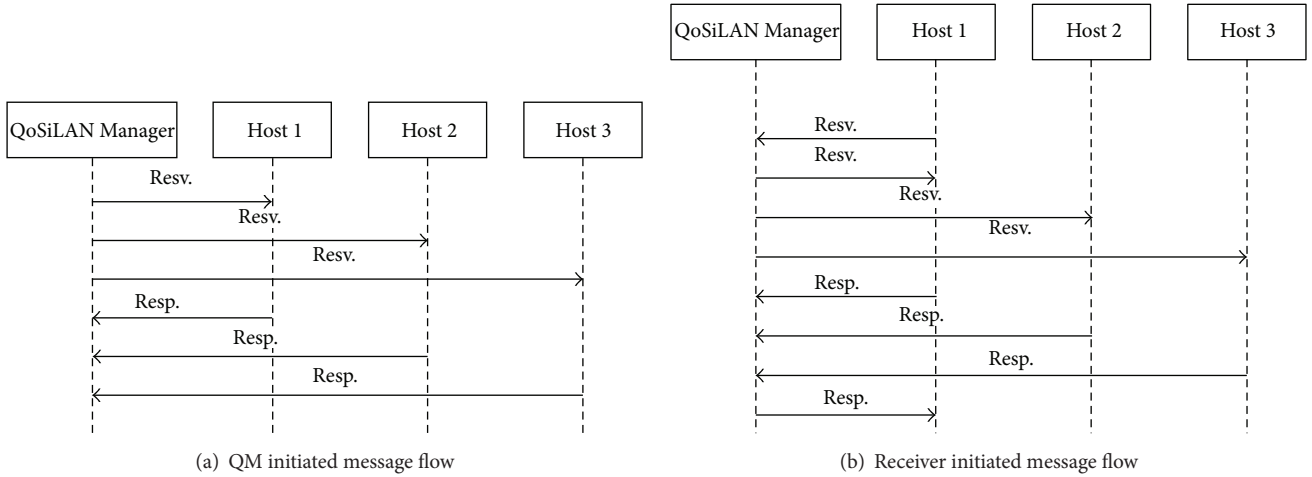 QoSiLAN Manager
Host 1
Host 2
Host 3
Resv.
Resv.
Resv.
Resp.
Resp.
Resp.
(a) QM initiated message flow
QoSiLAN Manager
Host 1
Host 2
Host 3
Resv.
Resv.
Resv.
Resv.
Resp.
Resp.
Resp.
Resp.
(b) Receiver initiated message flow